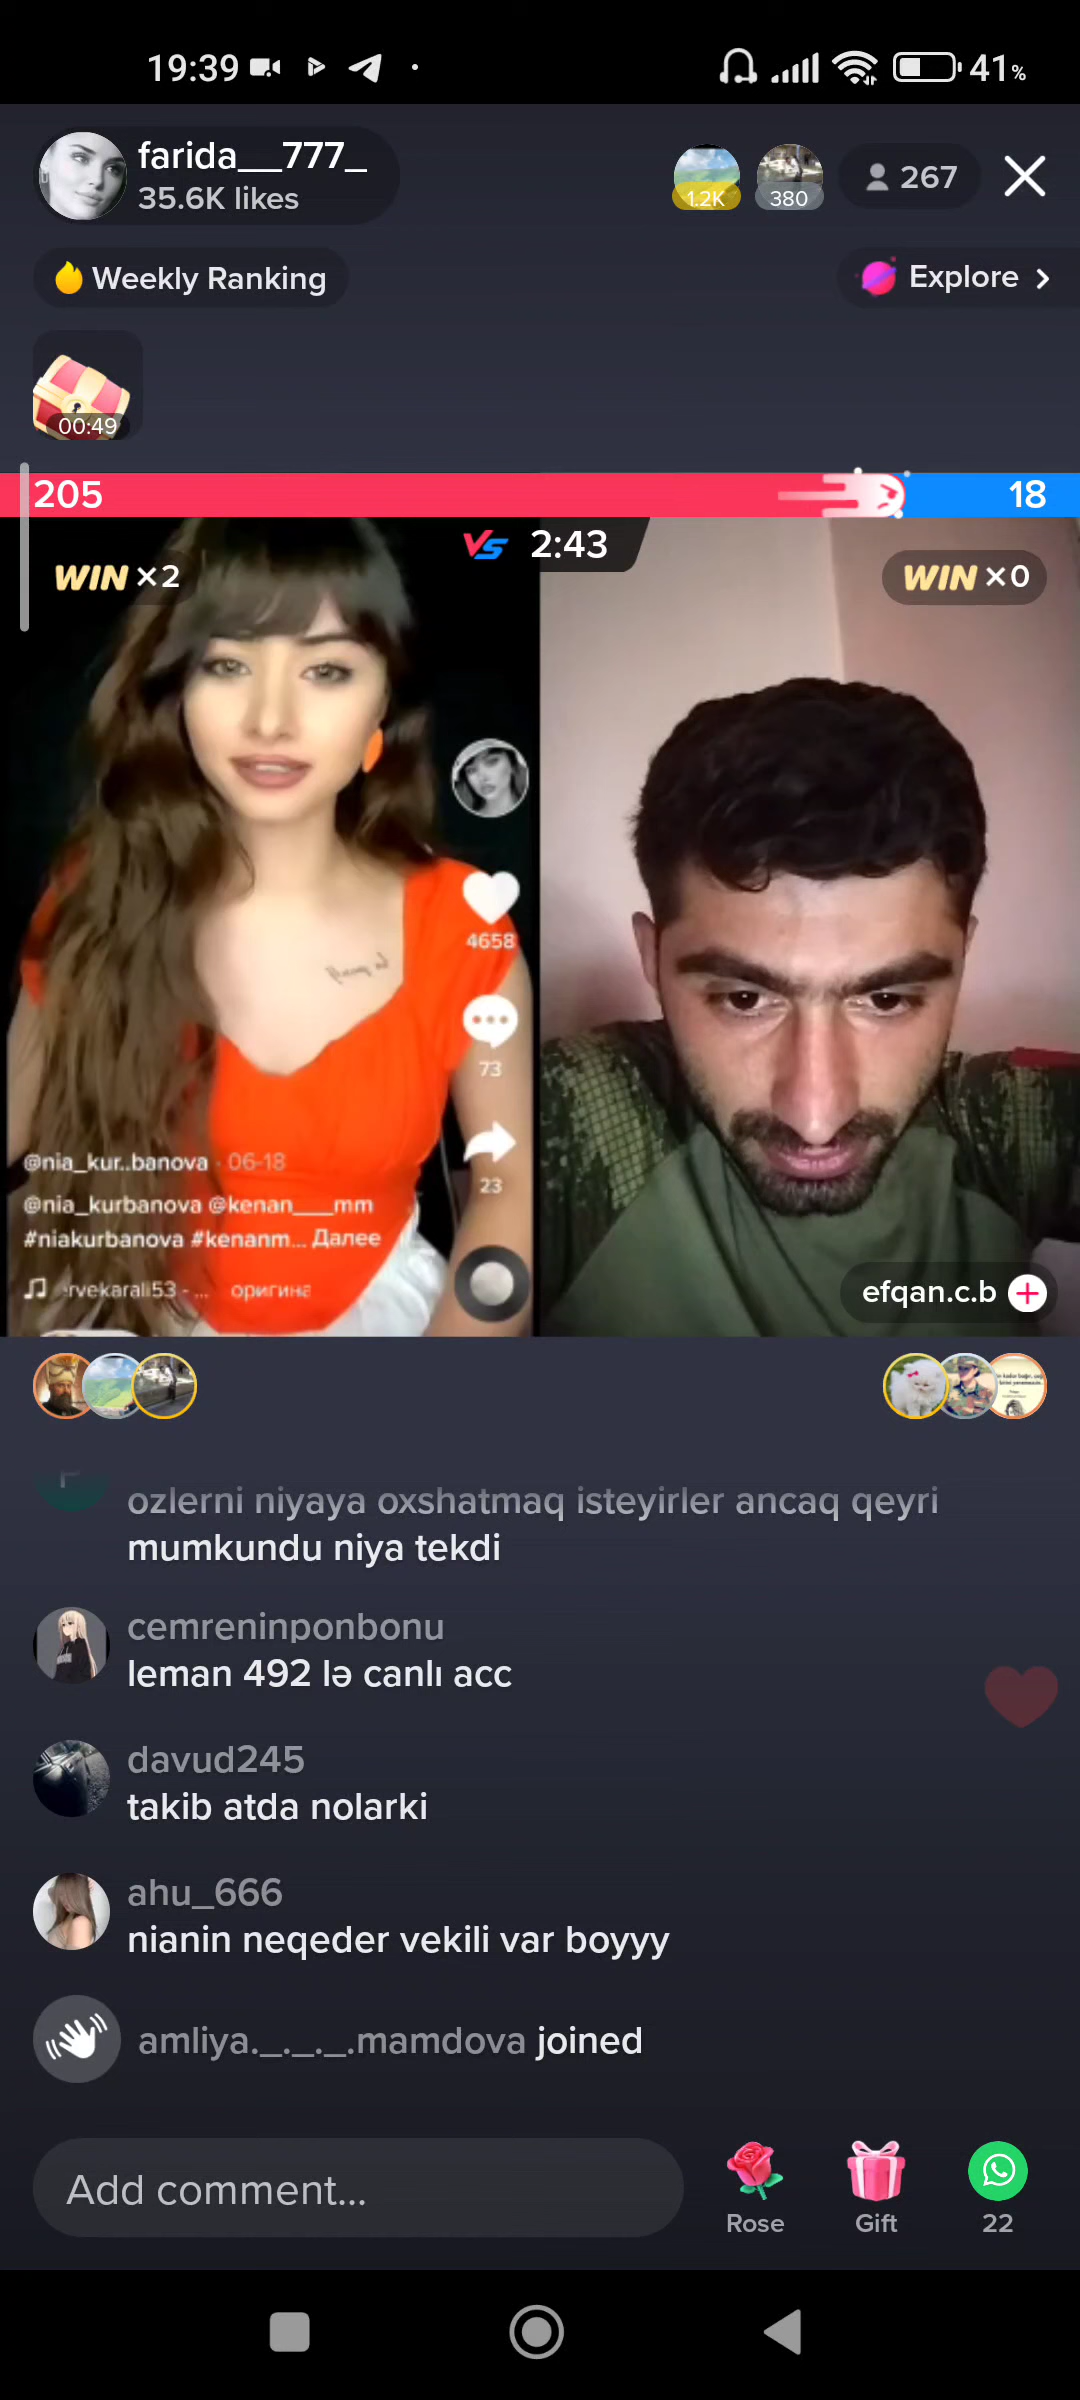 19:39
41%
farida__777_
35.6K likes
1.2K
380
267
Weekly Ranking
Explore
00:49
205
18
VS 2:43
WIN ×2
WIN ×0
4658
73
23
@nia_kur..banova · 06-18
@nia_kurbanova @kenan___mm
#niakurbanova #kenanm... Далее
rvekarali53 - ...
efqan.c.b
ozlerni niyaya oxshatmaq isteyirler ancaq qeyri
mumkundu niya tekdi
cemreninponbonu
leman 492 lə canlı acc
davud245
takib atda nolarki
ahu_666
nianin neqeder vekili var boyyy
amliya._._._.mamdova joined
Add comment...
Rose
Gift
22